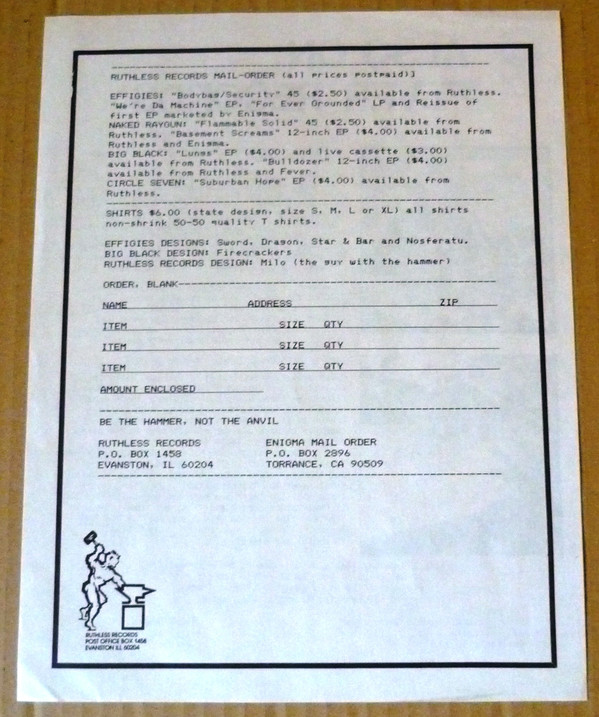 RUTHLESS RECORDS MAIL-ORDER (all prices postpaid)]
EFFIGIES: "Bodybag/Security" 45 ($2.50) available from Ruthless.
"We're Da Machine" EP, "For Ever Grounded" LP and Reissue of
first EP marketed by Enigma.
NAKED RAYGUN: "Flammable Solid" 45 ($2.50) available from
Ruthless. "Basement Screams" 12-inch EP ($4.00) available from
Ruthless and Enigma.
BIG BLACK: "Lungs" EP ($4.00) and live cassette ($3.00)
available from Ruthless. "Bulldozer" 12-inch EP ($4.00)
available from Ruthless and Fever.
CIRCLE SEVEN: "Suburban Hope" EP ($4.00) available from
Ruthless.
SHIRTS $6.00 (state design, size S, M, L or XL) all shirts
non-shrink 50-50 quality T shirts.
EFFIGIES DESIGNS: Sword, Dragon, Star & Bar and Nosferatu.
BIG BLACK DESIGN: Firecrackers
RUTHLESS RECORDS DESIGN: Milo (the guy with the hammer)
ORDER, BLANK
NAME ADDRESS ZIP
ITEM SIZE QTY
ITEM SIZE QTY
ITEM SIZE QTY
AMOUNT ENCLOSED
BE THE HAMMER, NOT THE ANVIL
RUTHLESS RECORDS
P.O. BOX 1458
EVANSTON, IL 60204
ENIGMA MAIL ORDER
P.O. BOX 2896
TORRANCE, CA 90509
RUTHLESS RECORDS
POST OFFICE BOX 1458
EVANSTON ILL 60204